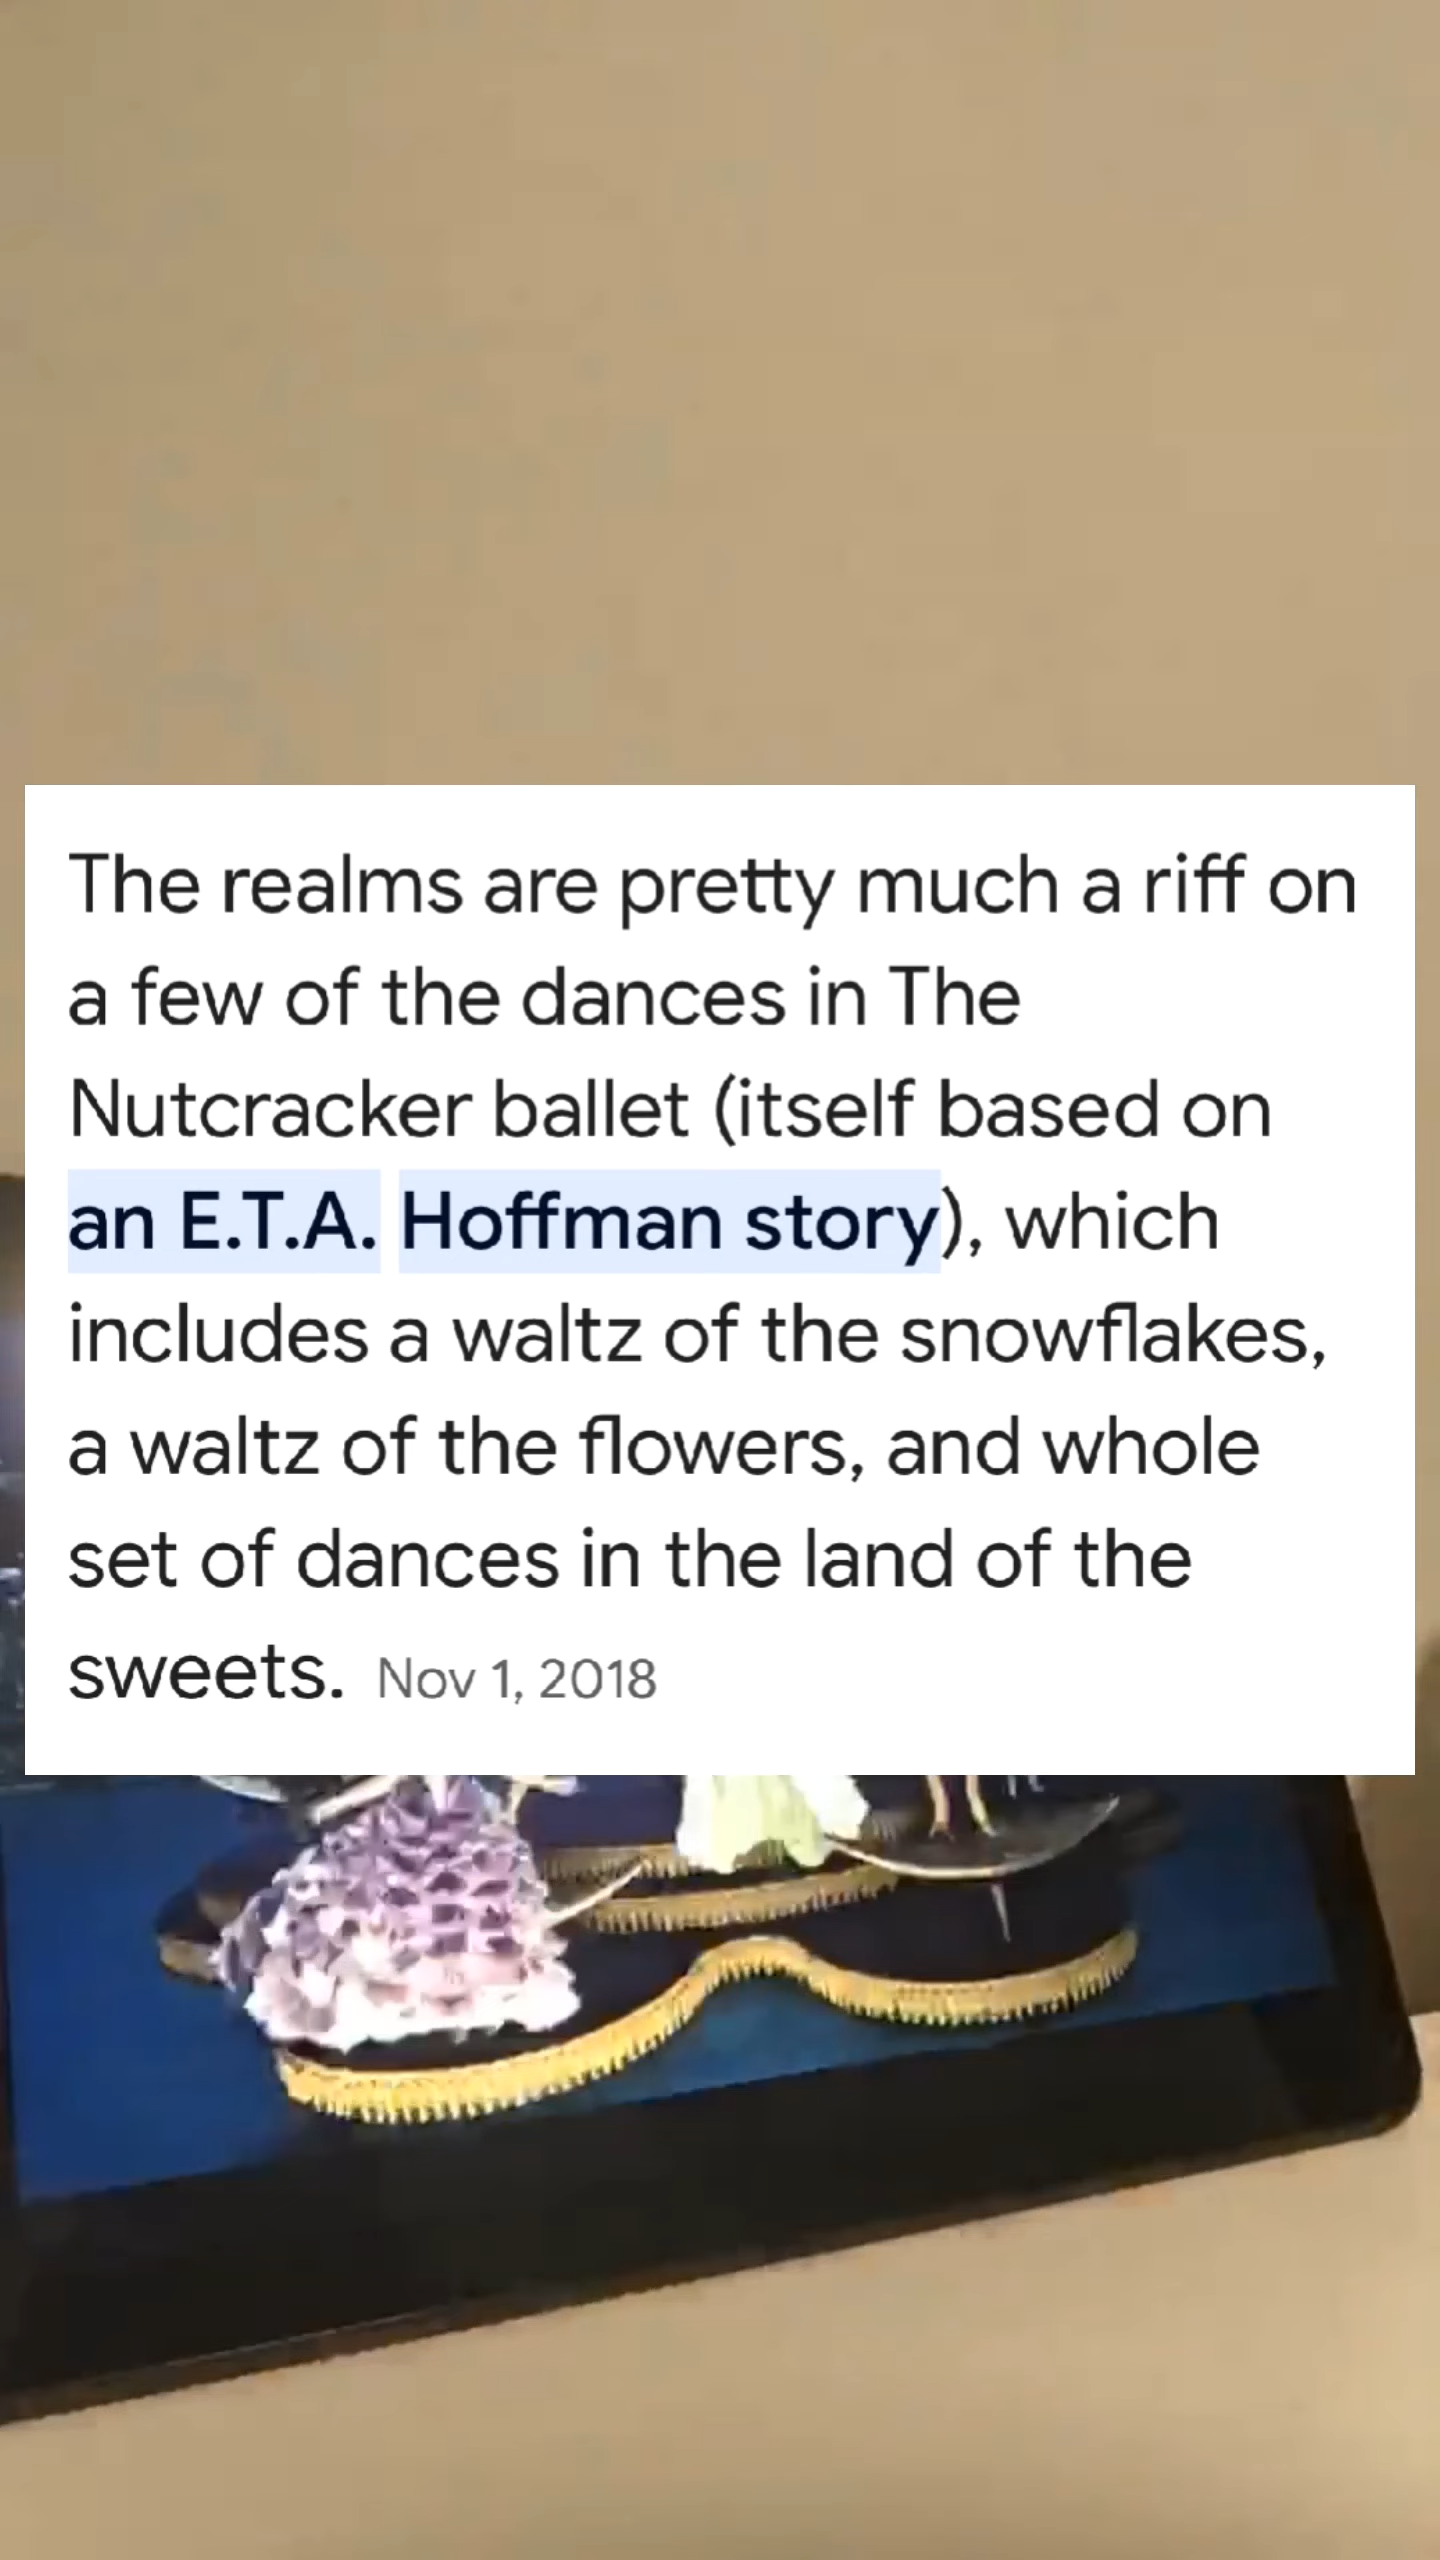 The realms are pretty much a riff on
a few of the dances in The
Nutcracker ballet (itself based on
an E.T.A. Hoffman story), which
includes a waltz of the snowflakes,
a waltz of the flowers, and whole
set of dances in the land of the
sweets. Nov 1, 2018